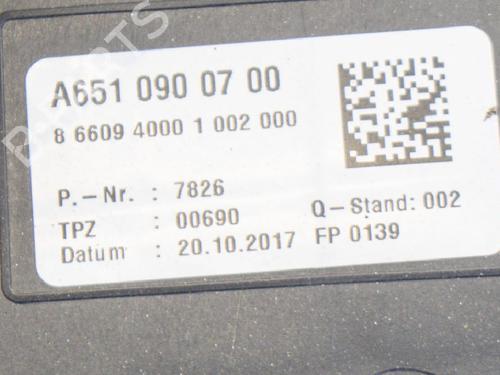 A651 090 07 00
8 6609 4000 1 002 000
P.-Nr. : 7826
TPZ : 00690 Q-Stand: 002
Datum : 20.10.2017 FP 0139
B-PARTS